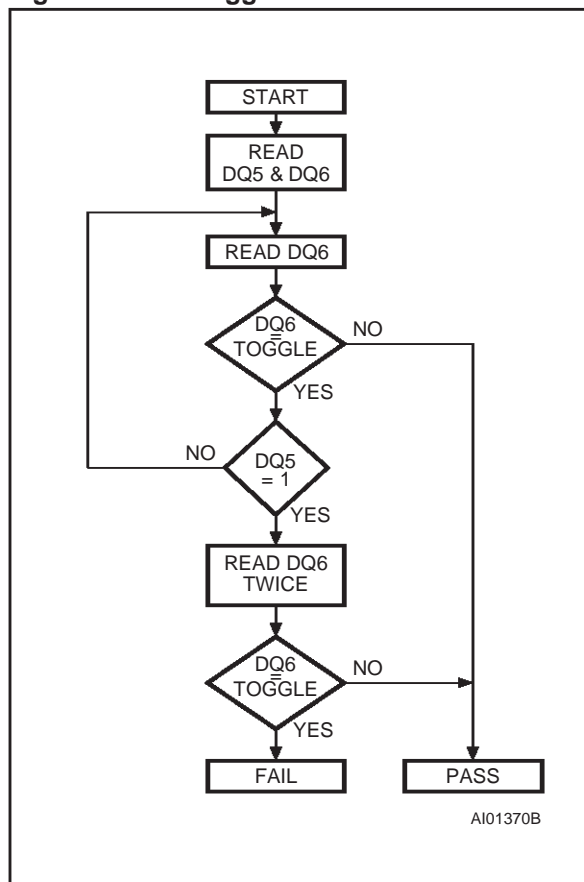 START
READ
DQ5 & DQ6
READ DQ6
DQ6
=
TOGGLE
NO
YES
NO
DQ5
= 1
YES
READ DQ6
TWICE
DQ6
=
TOGGLE
NO
YES
FAIL
PASS
AI01370B